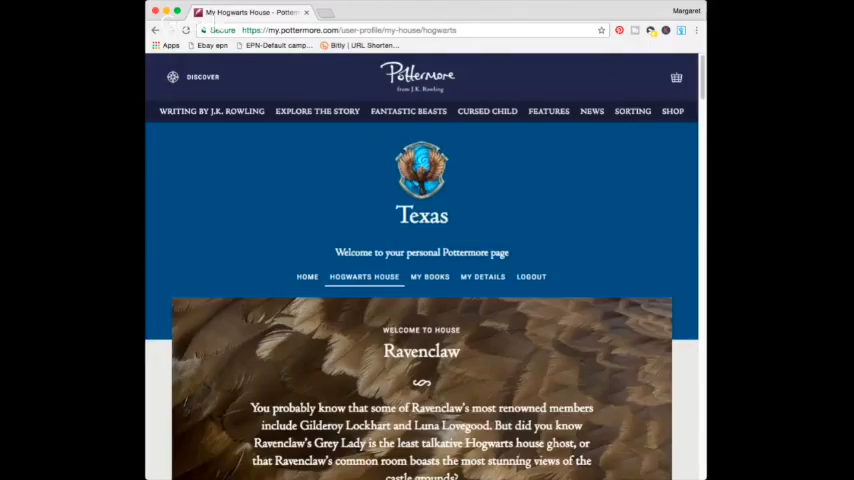 My Hogwarts House - Potterm
Margaret
Secure https://my.pottermore.com/user-profile/my-house/hogwarts
Apps Ebay epn EPN-Default camp... Bitly | URL Shorten...
DISCOVER
Pottermore
from J.K. Rowling
WRITING BY J.K. ROWLING EXPLORE THE STORY FANTASTIC BEASTS CURSED CHILD FEATURES NEWS SORTING SHOP
Texas
Welcome to your personal Pottermore page
HOME HOGWARTS HOUSE MY BOOKS MY DETAILS LOGOUT
WELCOME TO HOUSE
Ravenclaw
You probably know that some of Ravenclaw's most renowned members
include Gilderoy Lockhart and Luna Lovegood. But did you know
Ravenclaw's Grey Lady is the least talkative Hogwarts house ghost, or
that Ravenclaw's common room boasts the most stunning views of the
castle grounds?